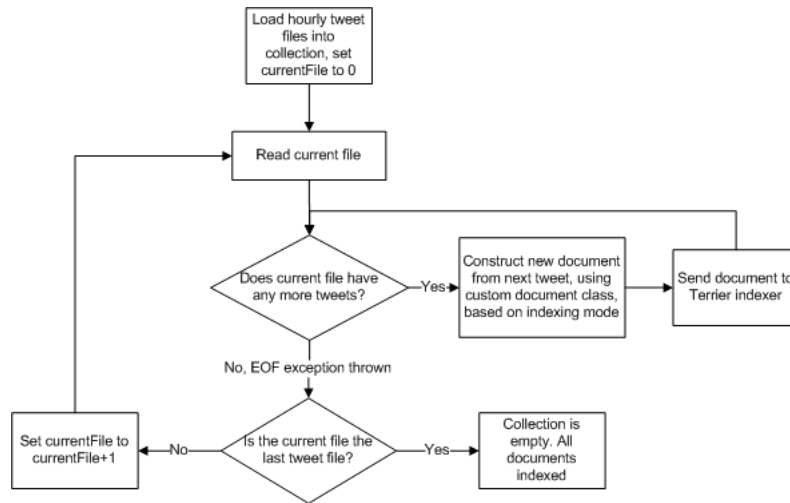 Load hourly tweet
files into
collection, set
currentFile to 0
Read current file
Does current file have
any more tweets?
Yes
Construct new document
from next tweet, using
custom document class,
based on indexing mode
Send document to
Terrier indexer
No, EOF exception thrown
Set currentFile to
currentFile+1
No
Is the current file the
last tweet file?
Yes
Collection is
empty. All
documents
indexed